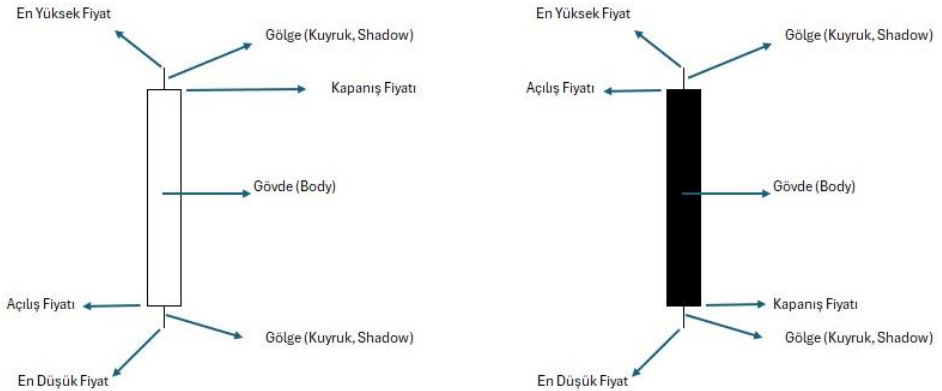 En Yüksek Fiyat
Gölge (Kuyruk, Shadow)
Kapanış Fiyatı
Gövde (Body)
Açılış Fiyatı
Gölge (Kuyruk, Shadow)
En Düşük Fiyat
En Yüksek Fiyat
Gölge (Kuyruk, Shadow)
Açılış Fiyatı
Gövde (Body)
Kapanış Fiyatı
Gölge (Kuyruk, Shadow)
En Düşük Fiyat